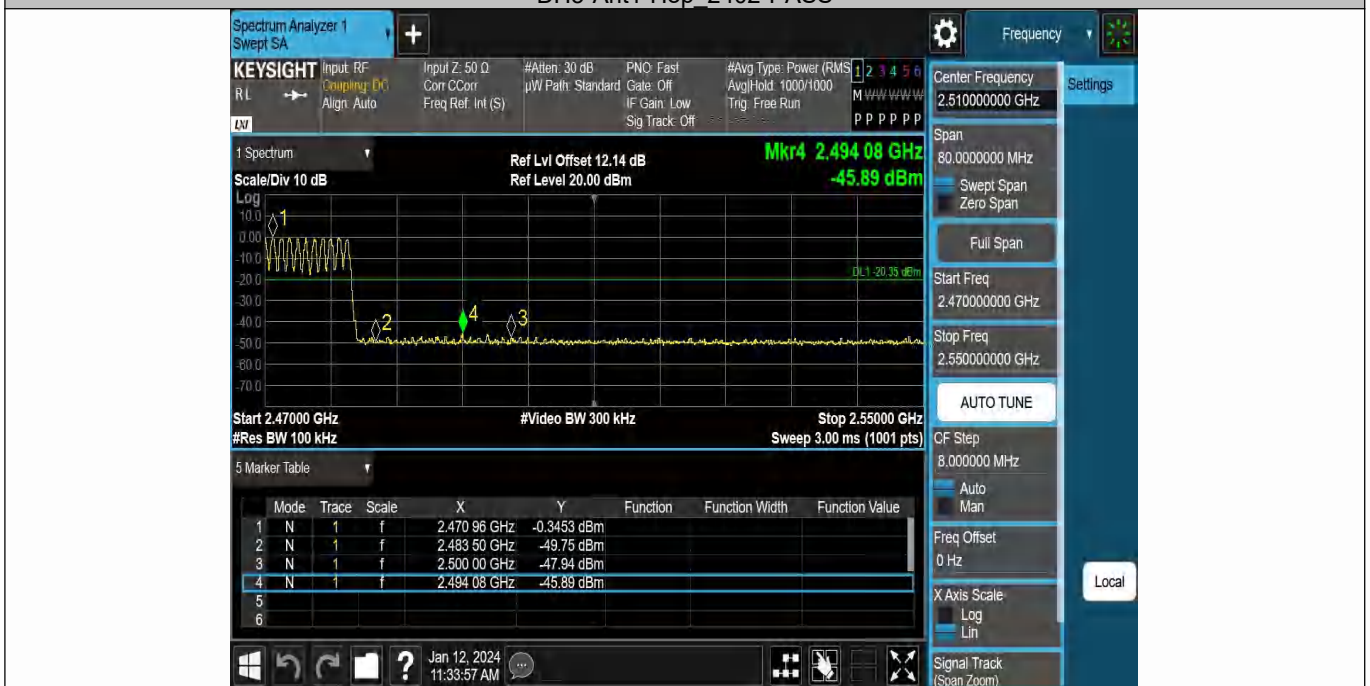 Spectrum Analyzer 1
Swept SA
Frequency
KEYSIGHT
RL
LXI
Input: RF
Coupling: DC
Align: Auto
Input Z: 50 Ω
Corr CCorr
Freq Ref: Int (S)
#Atten: 30 dB
µW Path: Standard
PNO: Fast
Gate: Off
IF Gain: Low
Sig Track: Off
#Avg Type: Power (RMS
Avg|Hold: 1000/1000
Trig: Free Run
1 2 3 4 5 6
M W W W W W
P P P P P P
Center Frequency
2.510000000 GHz
Settings
Span
80.0000000 MHz
Swept Span
Zero Span
Full Span
Start Freq
2.470000000 GHz
Stop Freq
2.550000000 GHz
AUTO TUNE
CF Step
8.000000 MHz
Auto
Man
Freq Offset
0 Hz
Local
X Axis Scale
Log
Lin
Signal Track
(Span Zoom)
1 Spectrum
Scale/Div 10 dB
Ref Lvl Offset 12.14 dB
Ref Level 20.00 dBm
Mkr4 2.494 08 GHz
-45.89 dBm
Log
10.0
0.00
-10.0
-20.0
-30.0
-40.0
-50.0
-60.0
-70.0
1
2
4
3
DL1 -20.35 dBm
Start 2.47000 GHz
#Video BW 300 kHz
Stop 2.55000 GHz
#Res BW 100 kHz
Sweep 3.00 ms (1001 pts)
5 Marker Table
Mode Trace Scale X Y Function Function Width Function Value
1 N 1 f 2.470 96 GHz -0.3453 dBm
2 N 1 f 2.483 50 GHz -49.75 dBm
3 N 1 f 2.500 00 GHz -47.94 dBm
4 N 1 f 2.494 08 GHz -45.89 dBm
5
6
Jan 12, 2024
11:33:57 AM